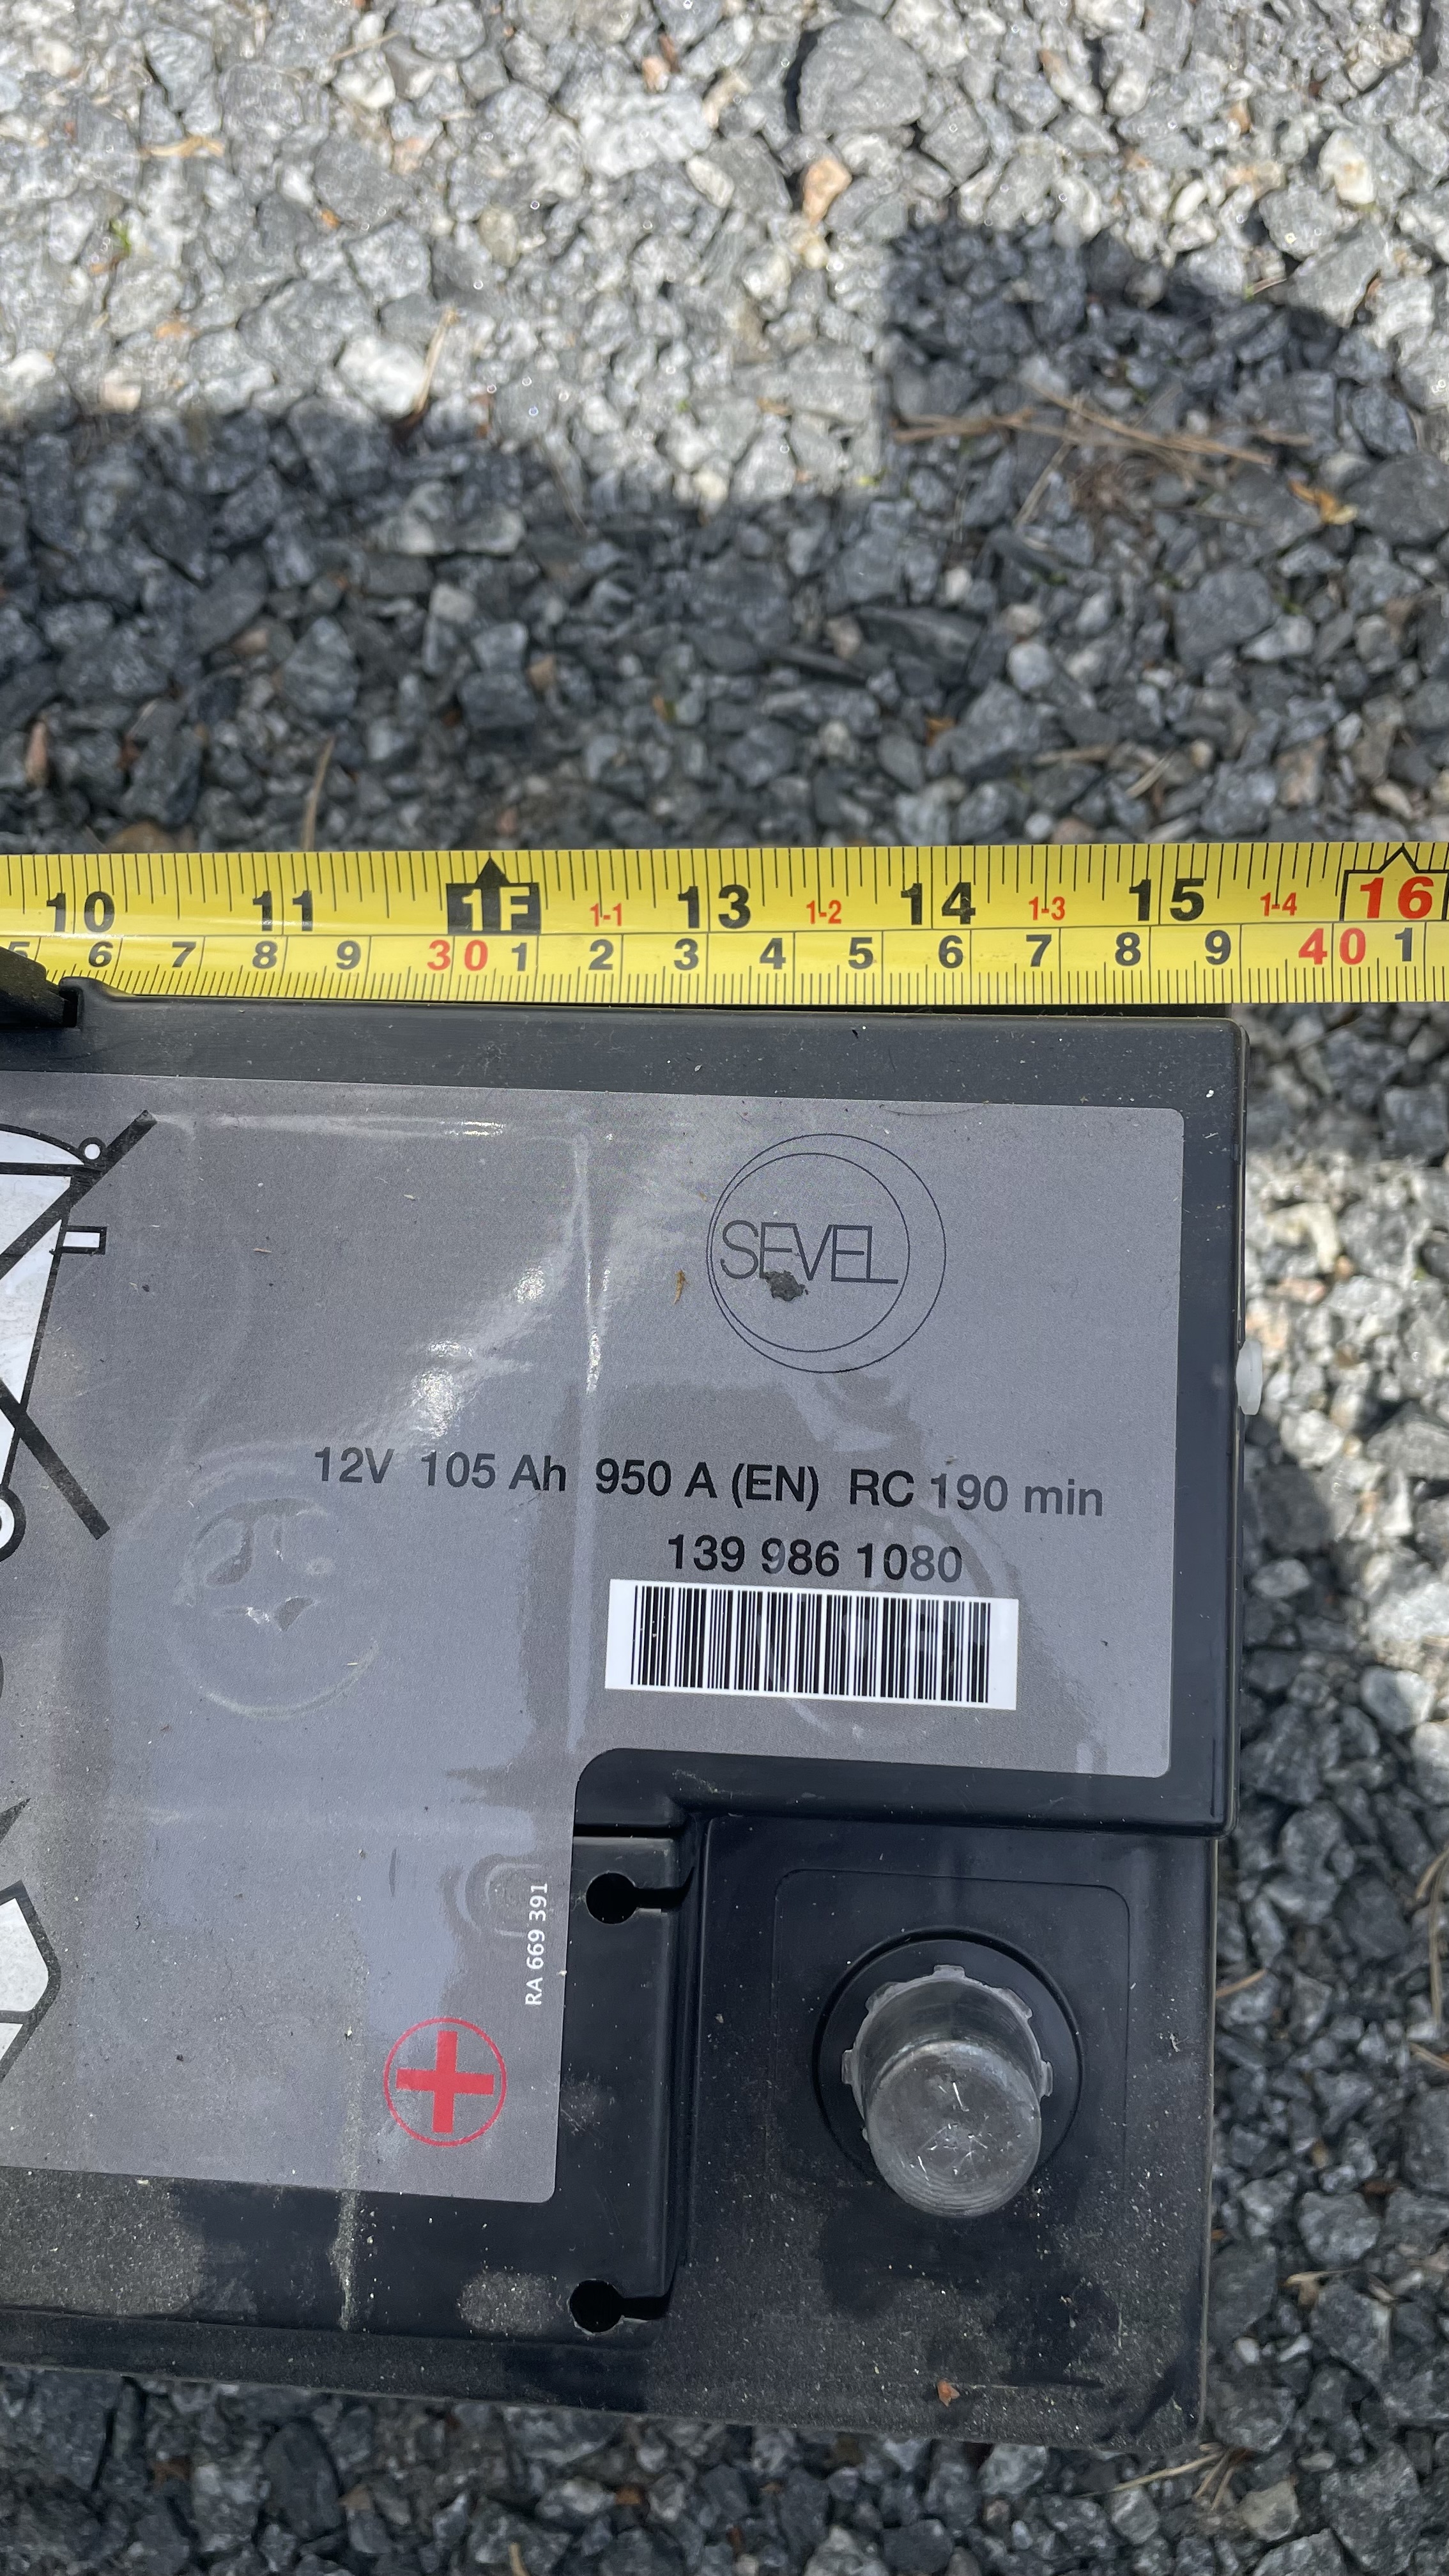 10 11 1F 1-1 13 1-2 14 1-3 15 1-4 16
6 7 8 9 30 1 2 3 4 5 6 7 8 9 40 1
SEVEL
12V 105 Ah 950 A (EN) RC 190 min
139 986 1080
RA 669 391